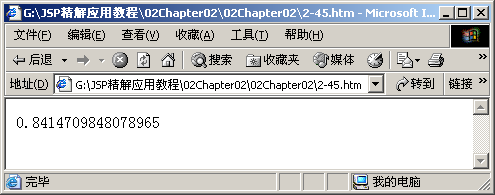 G:\JSP精解应用教程\02Chapter02\02Chapter02\2-45.htm - Microsoft I...
文件(F) 编辑(E) 查看(V) 收藏(A) 工具(T) 帮助(H)
后退 搜索 收藏夹 媒体
地址(D) G:\JSP精解应用教程\02Chapter02\02Chapter02\2-45.htm 转到 链接 »
0.8414709848078965
完毕 我的电脑